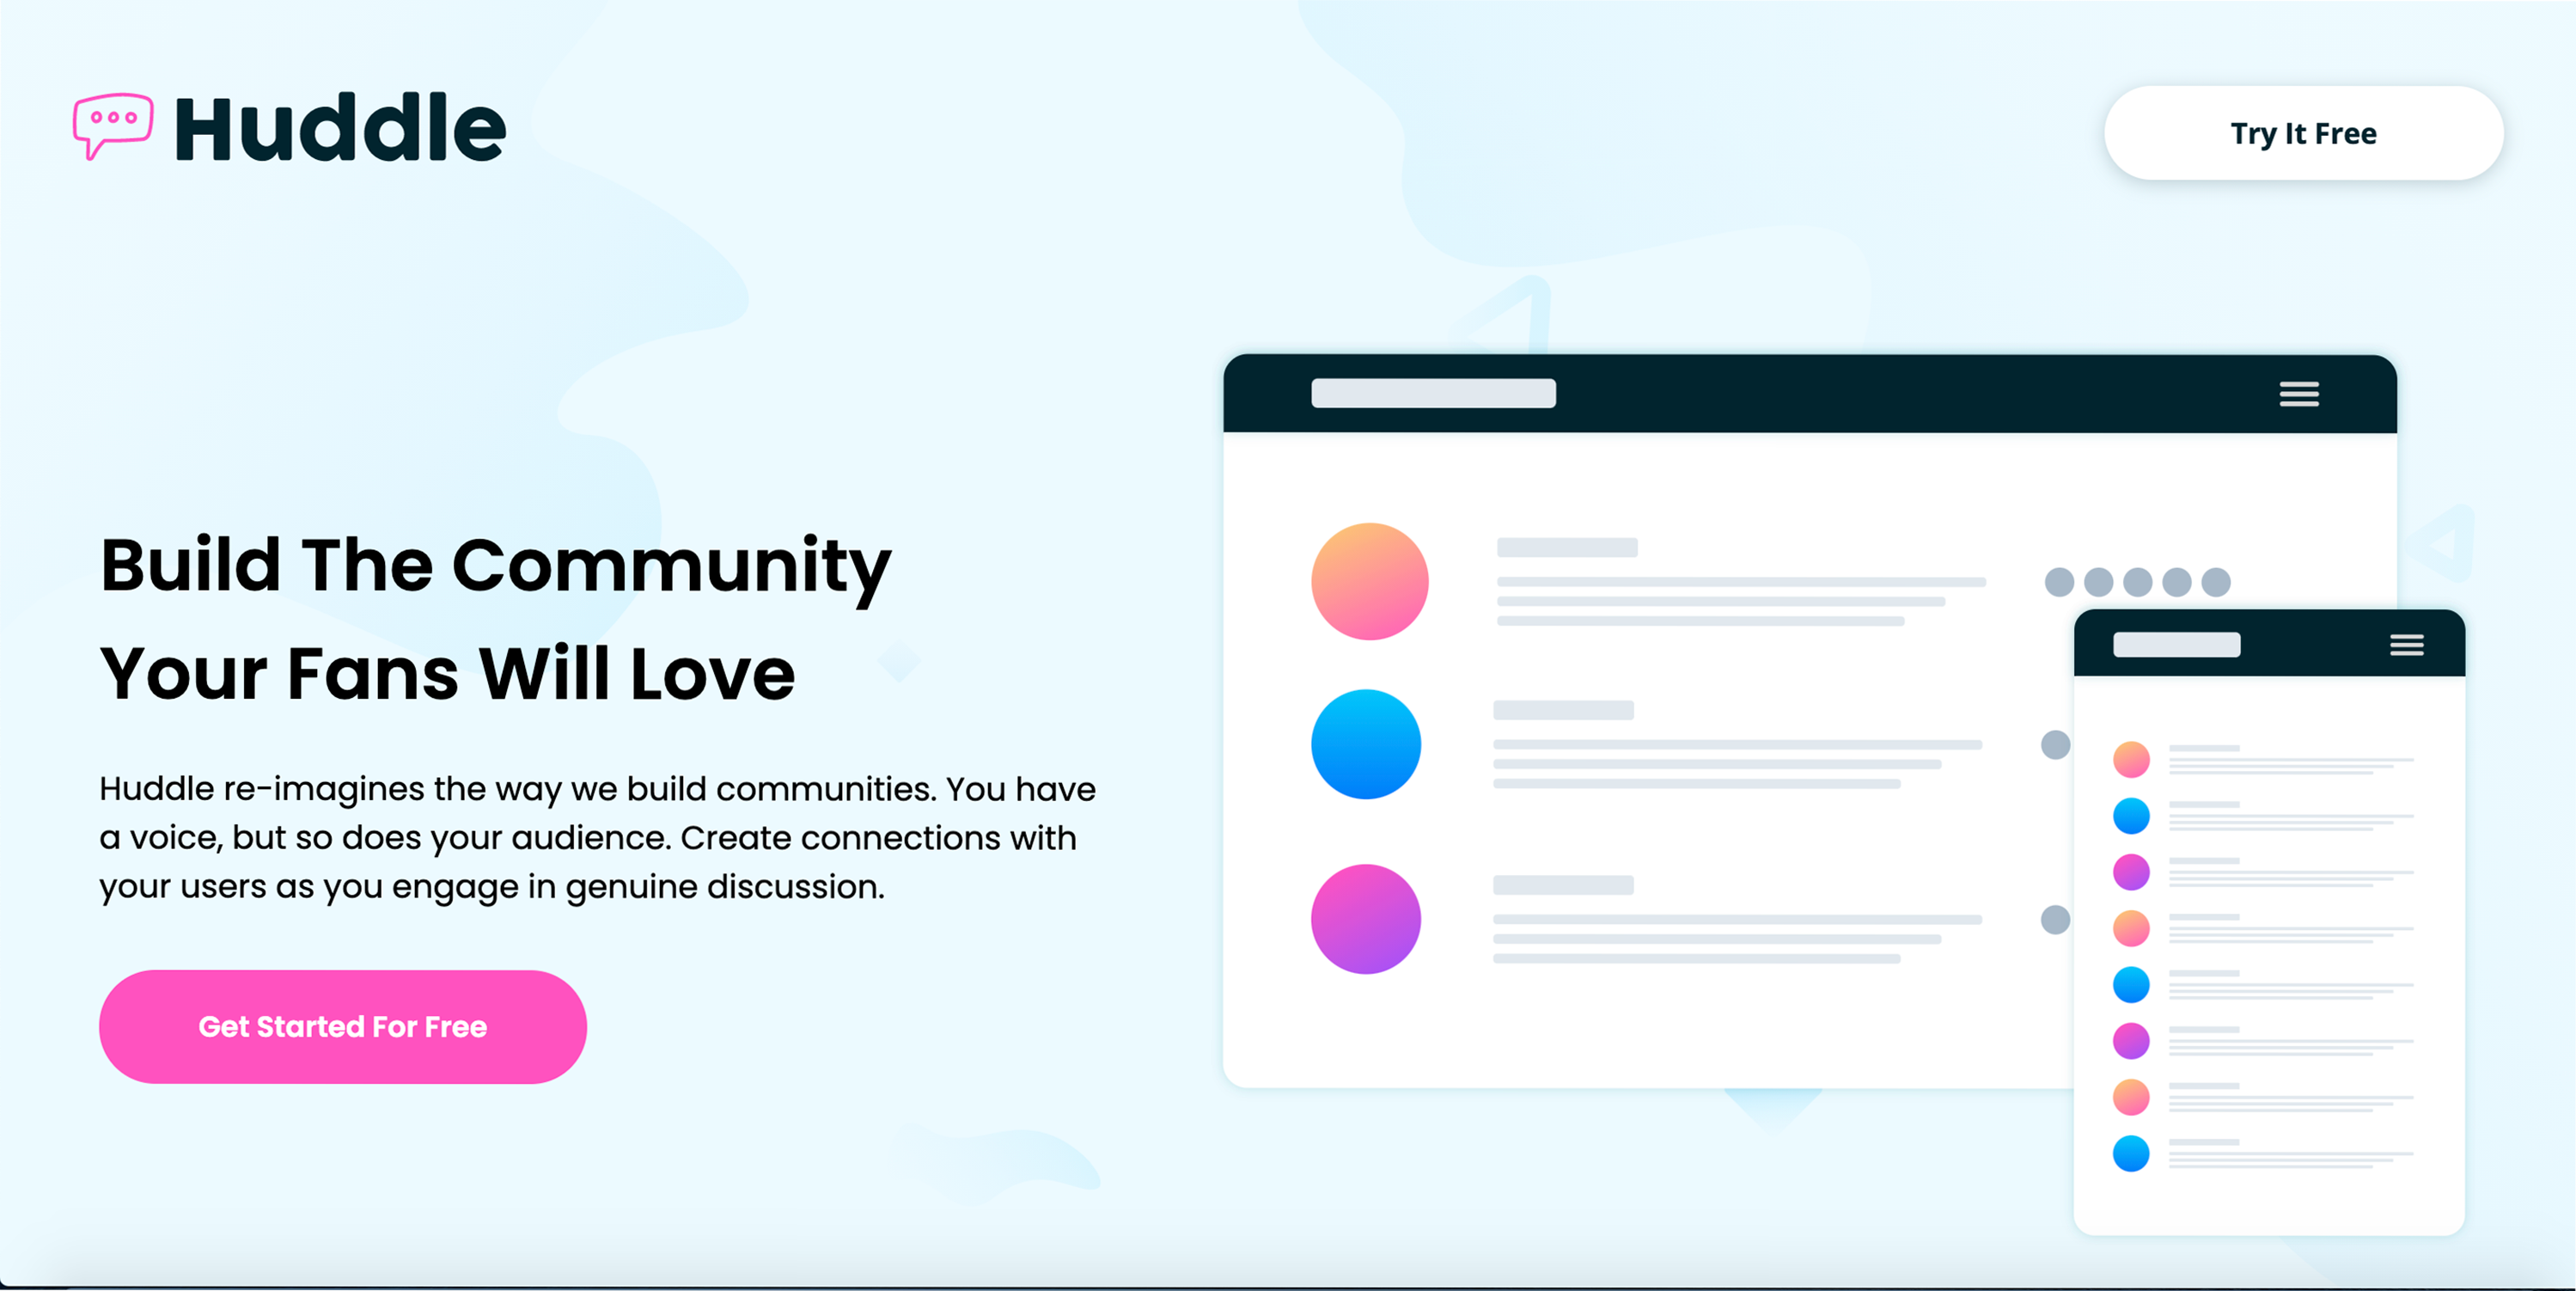 Huddle
Try It Free
Build The Community
Your Fans Will Love
Huddle re-imagines the way we build communities. You have
a voice, but so does your audience. Create connections with
your users as you engage in genuine discussion.
Get Started For Free